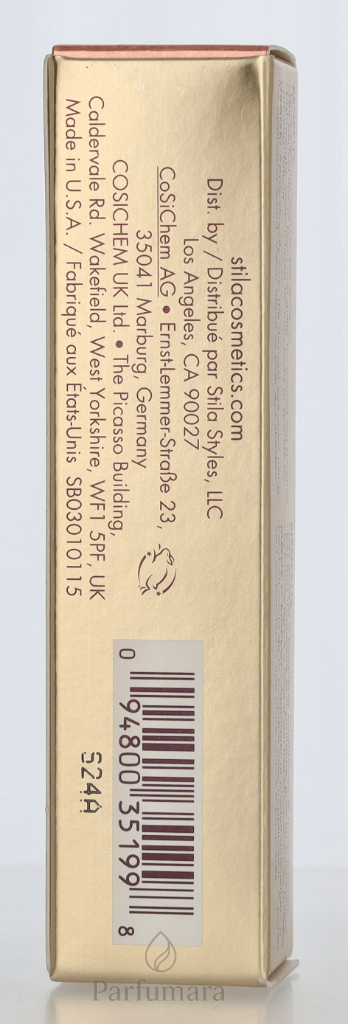 stilacosmetics.com
Dist. by / Distribué par Stila Styles, LLC
Los Angeles, CA 90027
CoSiChem AG • Ernst-Lemmer-Straße 23,
35041 Marburg, Germany
COSICHEM UK Ltd. • The Picasso Building,
Caldervale Rd. Wakefield, West Yorkshire, WF1 5PF, UK
Made in U.S.A. / Fabriqué aux États-Unis SB03010115
0 94800 35199 8
S24A
Parfumara